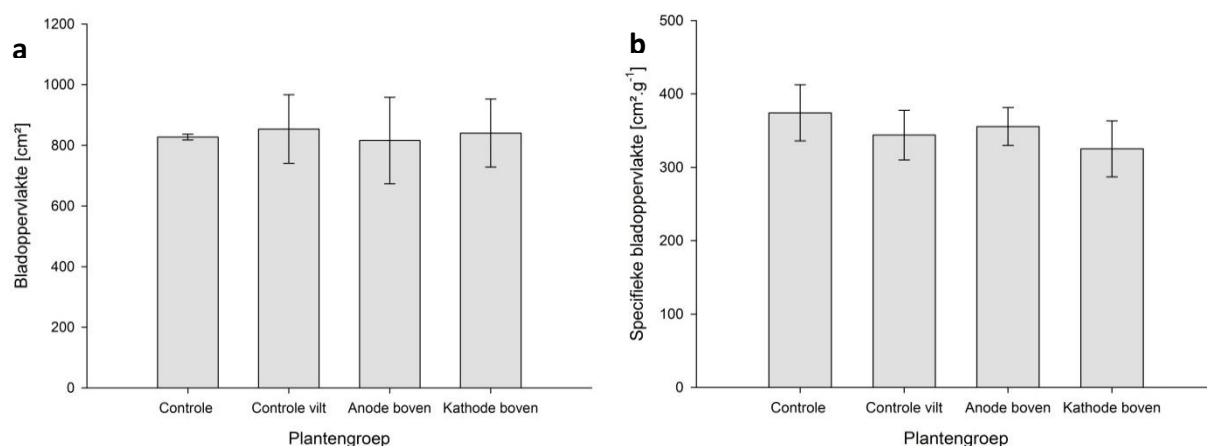 a
1200
1000
800
600
400
200
0
Bladoppervlakte [cm²]
Controle Controle vilt Anode boven Kathode boven
Plantengroep
b
500
400
300
200
100
0
Specifieke bladoppervlakte [cm².g⁻¹]
Controle Controle vilt Anode boven Kathode boven
Plantengroep